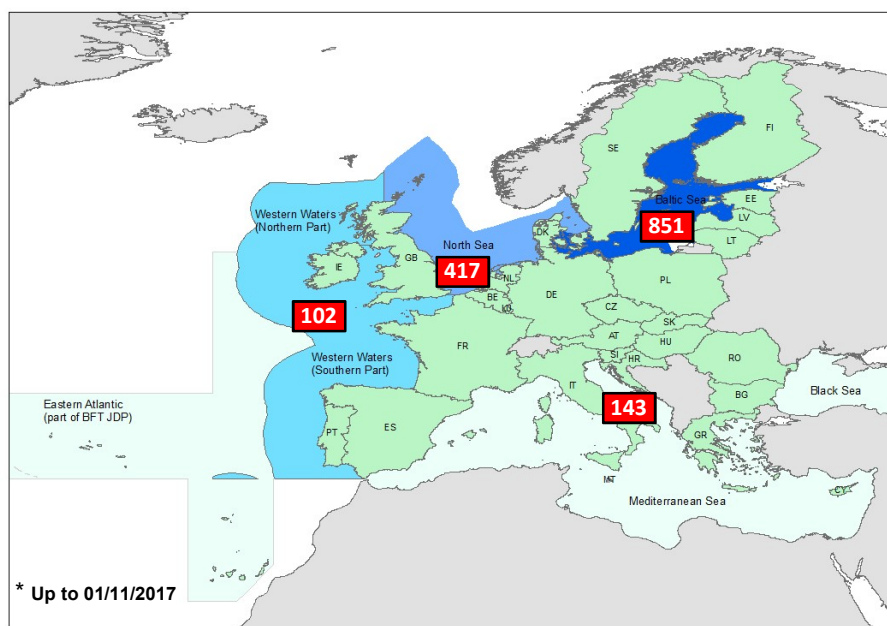 FI
SE
Baltic Sea
EE
Western Waters
(Northern Part)
851
LV
DK
North Sea
LT
GB
IE
417
NL
PL
BE
DE
102
CZ
SK
AT
HU
FR
Western Waters
(Southern Part)
SI
HR
RO
IT
Black Sea
BG
Eastern Atlantic
(part of BFT JDP)
143
PT
ES
GR
MT
CY
Mediterranean Sea
* Up to 01/11/2017